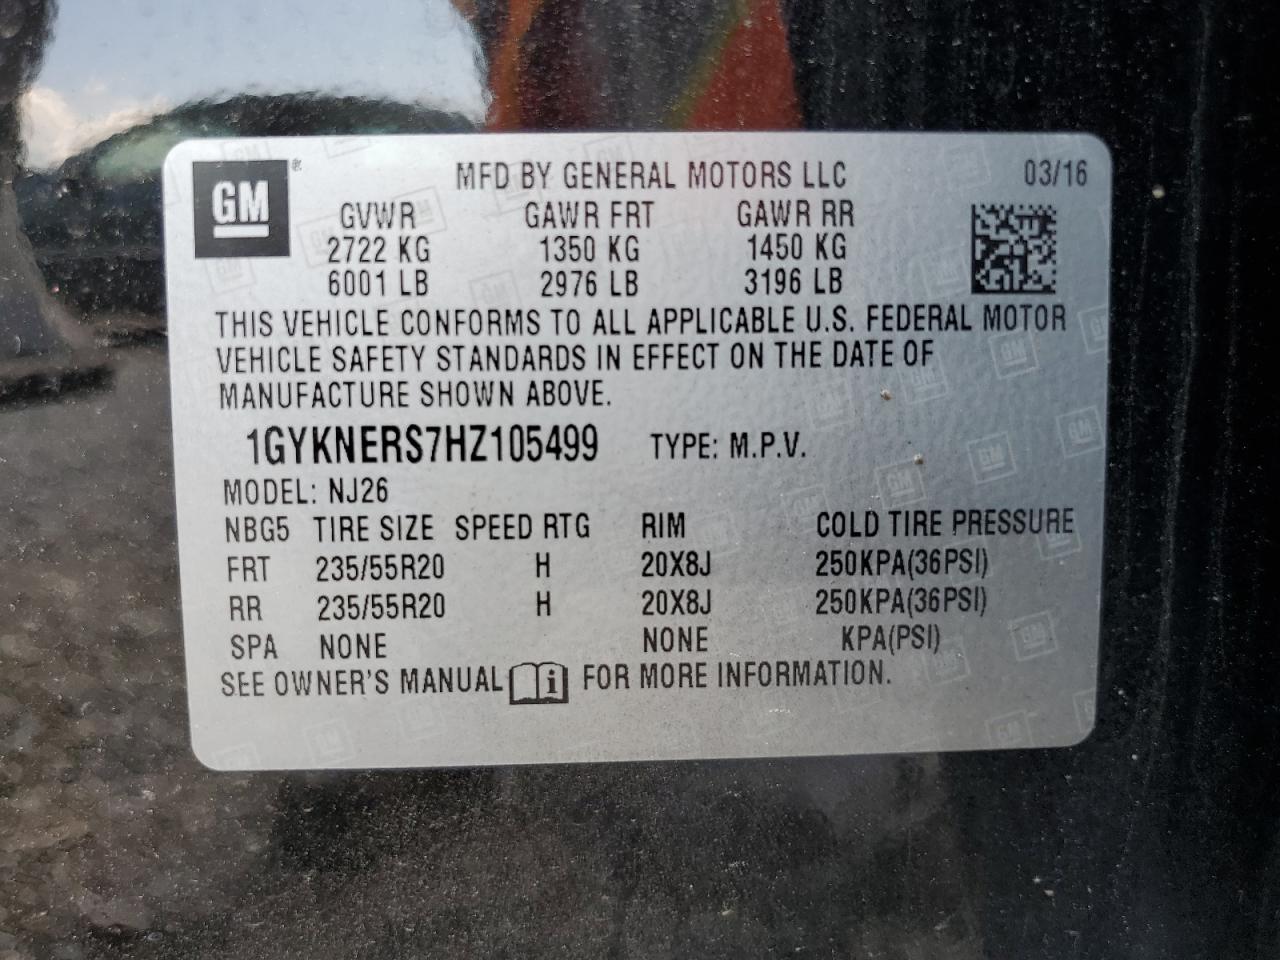 GM®
MFD BY GENERAL MOTORS LLC 03/16
GVWR GAWR FRT GAWR RR
2722 KG 1350 KG 1450 KG
6001 LB 2976 LB 3196 LB
THIS VEHICLE CONFORMS TO ALL APPLICABLE U.S. FEDERAL MOTOR
VEHICLE SAFETY STANDARDS IN EFFECT ON THE DATE OF
MANUFACTURE SHOWN ABOVE.
1GYKNERS7HZ105499 TYPE: M.P.V.
MODEL: NJ26
NBG5 TIRE SIZE SPEED RTG RIM COLD TIRE PRESSURE
FRT 235/55R20 H 20X8J 250KPA(36PSI)
RR 235/55R20 H 20X8J 250KPA(36PSI)
SPA NONE NONE KPA(PSI)
SEE OWNER'S MANUAL i FOR MORE INFORMATION.